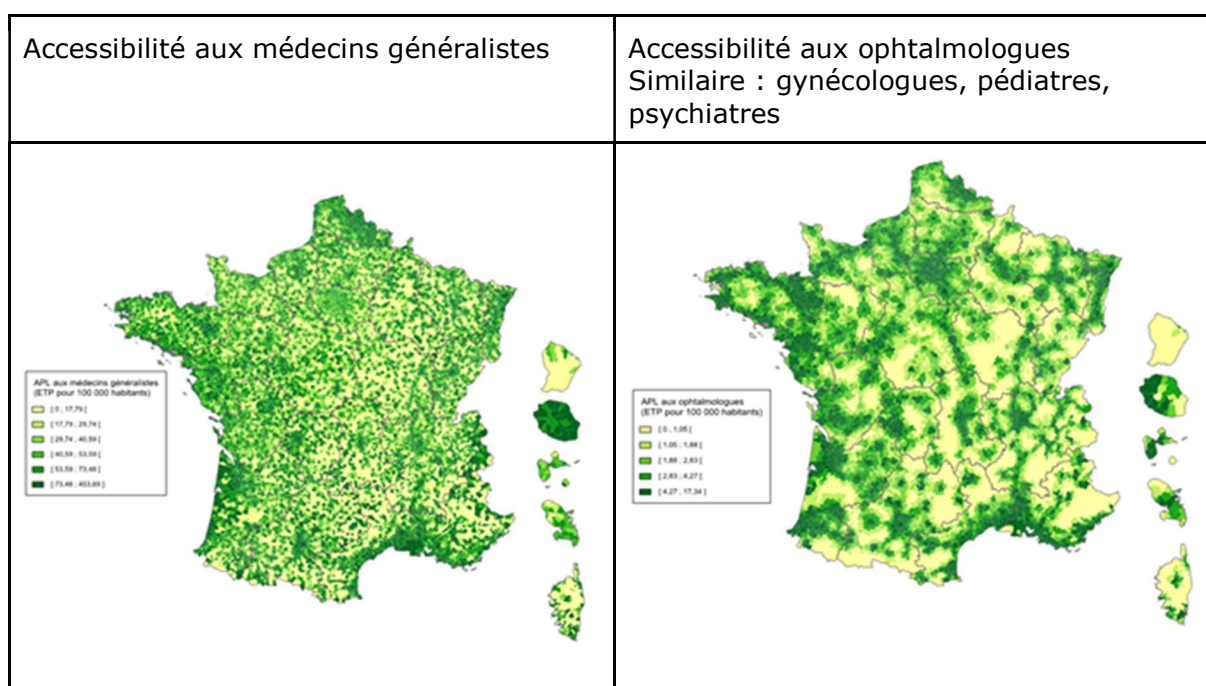 Accessibilité aux médecins généralistes
Accessibilité aux ophtalmologues
Similaire : gynécologues, pédiatres,
psychiatres
APL aux médecins généralistes
(ETP pour 100 000 habitants)
[ 0 ; 17,79 [
[ 17,79 ; 29,74 [
[ 29,74 ; 40,59 [
[ 40,59 ; 53,59 [
[ 53,59 ; 73,48 [
[ 73,48 ; 453,69 ]
APL aux ophtalmologues
(ETP pour 100 000 habitants)
[ 0 ; 1,05 [
[ 1,05 ; 1,88 [
[ 1,88 ; 2,83 [
[ 2,83 ; 4,27 [
[ 4,27 ; 17,34 ]